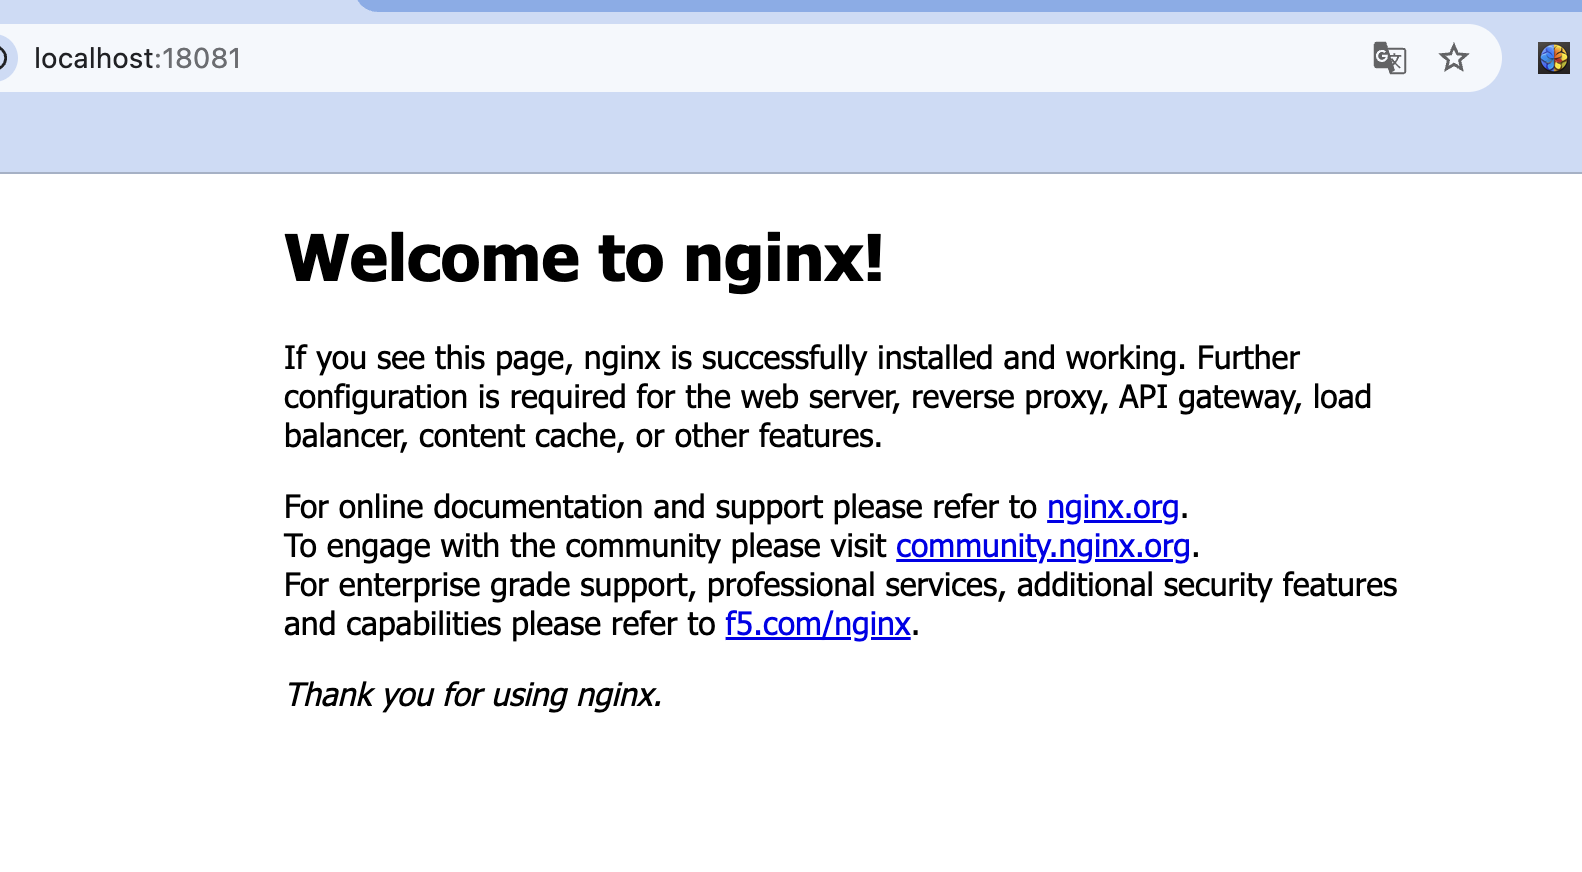 localhost:18081
Welcome to nginx!
If you see this page, nginx is successfully installed and working. Further
configuration is required for the web server, reverse proxy, API gateway, load
balancer, content cache, or other features.
For online documentation and support please refer to nginx.org.
To engage with the community please visit community.nginx.org.
For enterprise grade support, professional services, additional security features
and capabilities please refer to f5.com/nginx.
Thank you for using nginx.